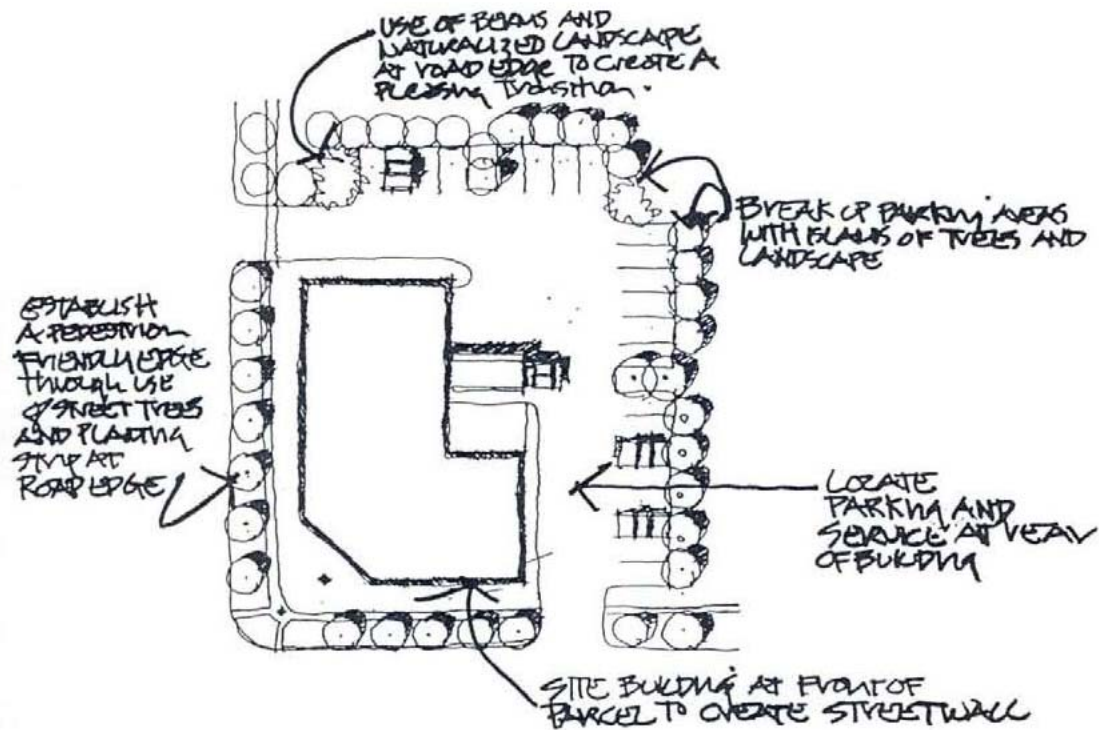 USE OF BERMS AND
NATURALIZED LANDSCAPE
AT ROAD EDGE TO CREATE A
PLEASING TRANSITION.
BREAK UP PARKING AREAS
WITH ISLANDS OF TREES AND
LANDSCAPE
ESTABLISH
A PEDESTRIAN
FRIENDLY EDGE
THROUGH USE
OF STREET TREES
AND PLANTING
STRIP AT
ROAD EDGE
LOCATE
PARKING AND
SERVICE AT REAR
OF BUILDING
SITE BUILDING AT FRONT OF
PARCEL TO CREATE STREETWALL